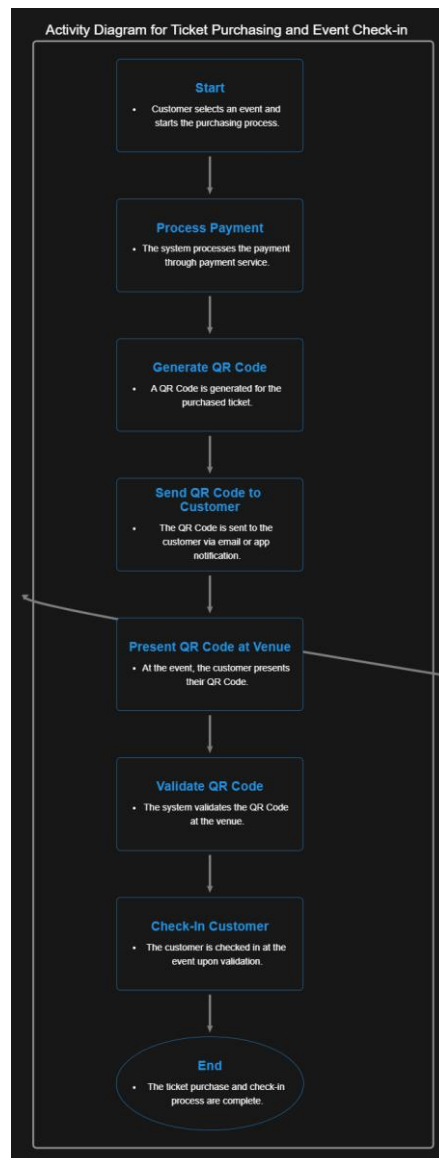 Activity Diagram for Ticket Purchasing and Event Check-in
Start
• Customer selects an event and
starts the purchasing process.
Process Payment
• The system processes the payment
through payment service.
Generate QR Code
• A QR Code is generated for the
purchased ticket.
Send QR Code to
Customer
• The QR Code is sent to the
customer via email or app
notification.
Present QR Code at Venue
• At the event, the customer presents
their QR Code.
Validate QR Code
• The system validates the QR Code
at the venue.
Check-In Customer
• The customer is checked in at the
event upon validation.
End
• The ticket purchase and check-in
process are complete.